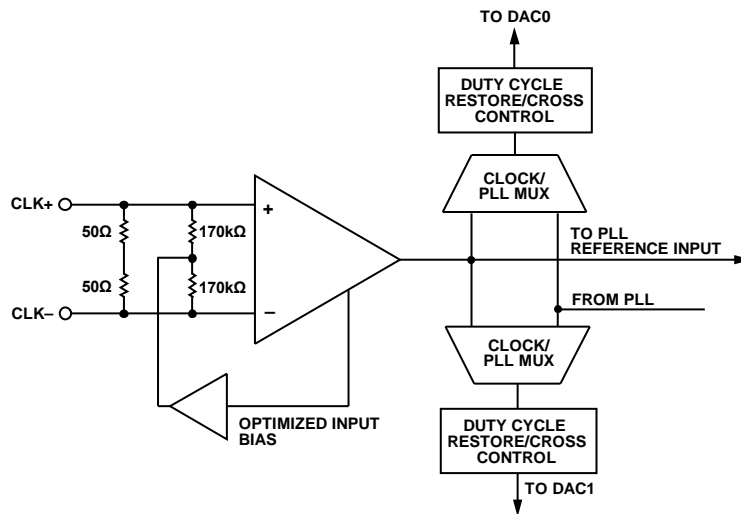 TO DAC0
DUTY CYCLE
RESTORE/CROSS
CONTROL
CLOCK/
PLL MUX
CLK+
50Ω
170kΩ
+
TO PLL
REFERENCE INPUT
50Ω
170kΩ
FROM PLL
CLK–
–
CLOCK/
PLL MUX
OPTIMIZED INPUT
BIAS
DUTY CYCLE
RESTORE/CROSS
CONTROL
TO DAC1